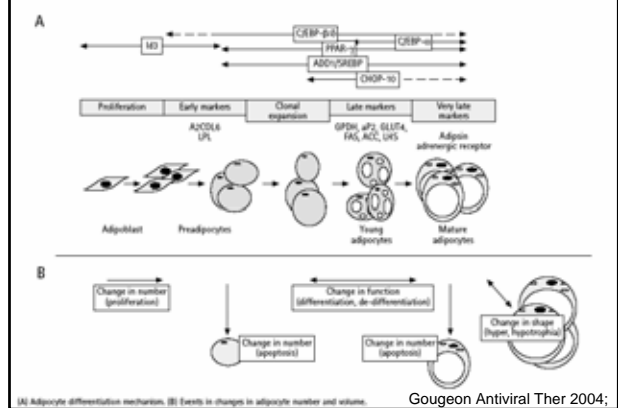 A
C/EBP-β/δ
Id3
C/EBP-α
PPAR-γ
ADD1/SREBP
CHOP-10
Proliferation Early markers Clonal expansion Late markers Very late markers
A2COL6
LPL
GPDH, aP2, GLUT4,
FAS, ACC, LHS
Adipsin
adrenergic receptor
Adipoblast Preadipocytes Young adipocytes Mature adipocytes
B
Change in number
(proliferation)
Change in function
(differentiation, de-differentiation)
Change in number
(apoptosis)
Change in number
(apoptosis)
Change in shape
(hyper, hypotrophia)
(A) Adipocyte differentiation mechanism. (B) Events in changes in adipocyte number and volume.
Gougeon Antiviral Ther 2004;